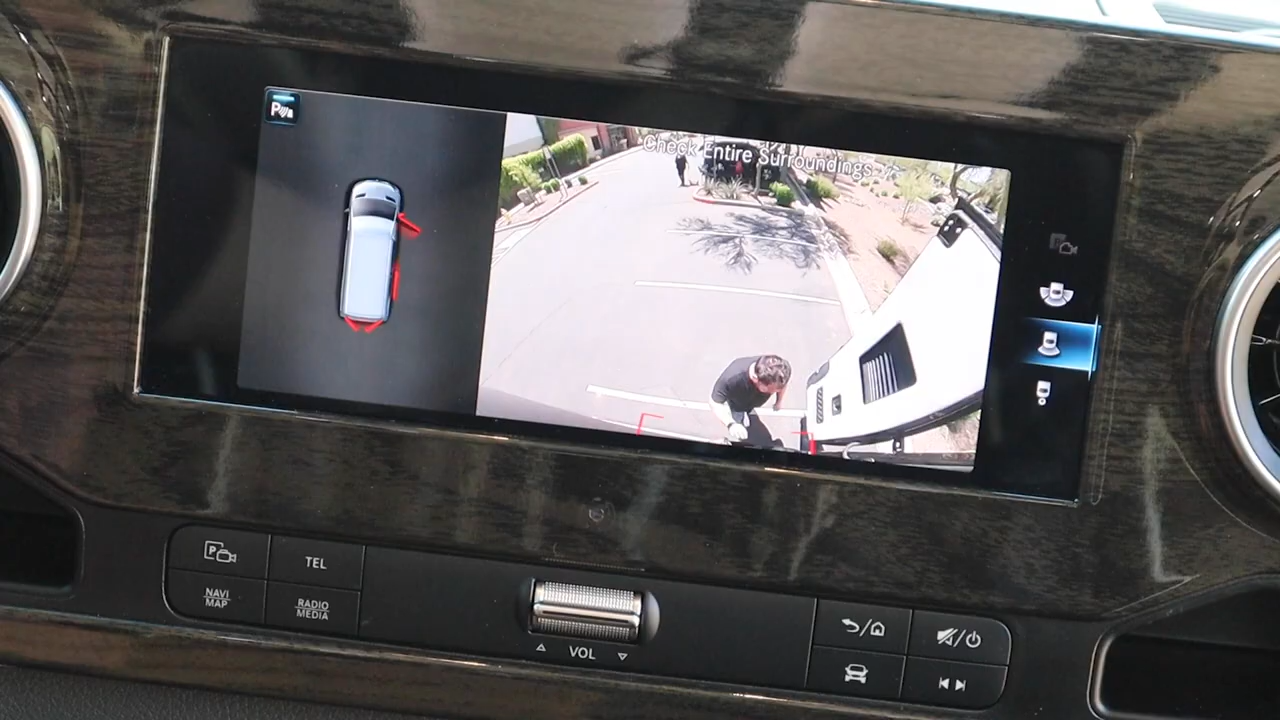 P
Check Entire Surroundings
P
P
TEL
NAVI
MAP
RADIO
MEDIA
VOL